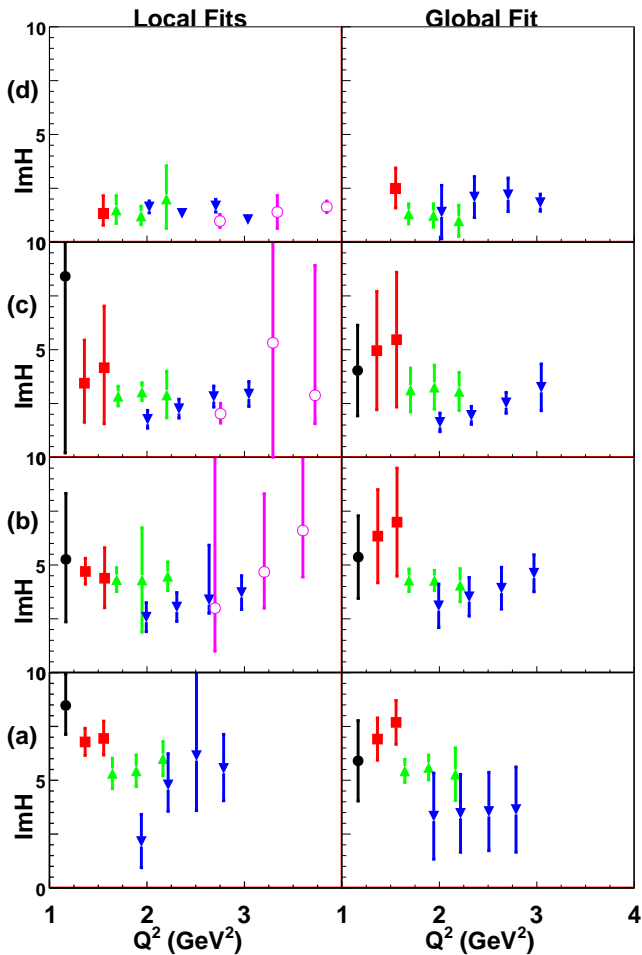 Local Fits Global Fit
10
(d)
5
ImH
10
(c)
5
ImH
10
(b)
5
ImH
10
(a)
5
ImH
0
1 2 3 1 2 3 4
Q² (GeV²) Q² (GeV²)